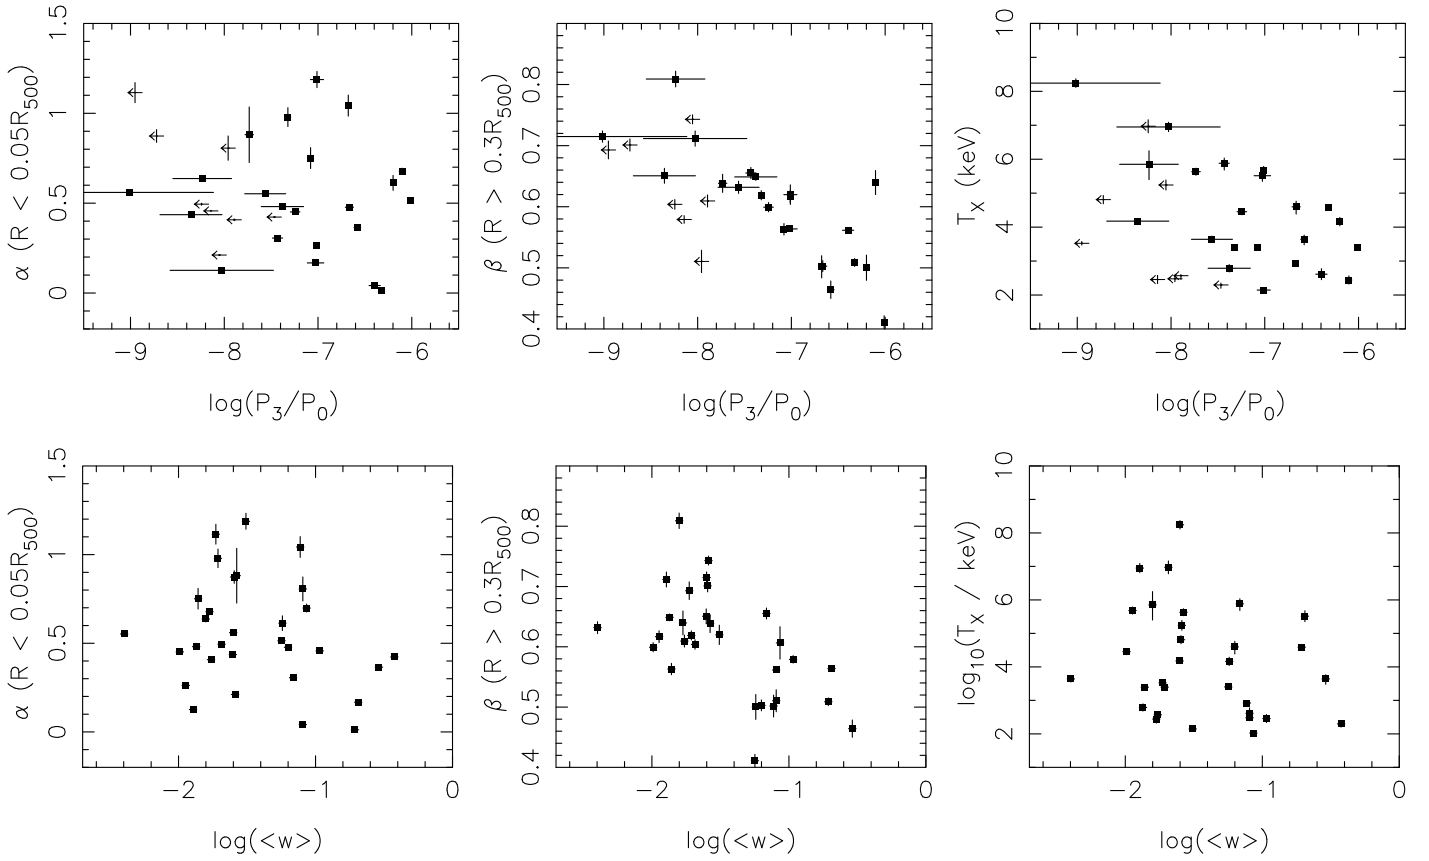 α (R < 0.05R500)
1.5
1
0.5
0
−9 −8 −7 −6
log(P3/P0)
β (R > 0.3R500)
0.8
0.7
0.6
0.5
0.4
−9 −8 −7 −6
log(P3/P0)
TX (keV)
10
8
6
4
2
−9 −8 −7 −6
log(P3/P0)
α (R < 0.05R500)
1.5
1
0.5
0
−2 −1 0
log(<w>)
β (R > 0.3R500)
0.8
0.7
0.6
0.5
0.4
−2 −1 0
log(<w>)
log10(TX / keV)
10
8
6
4
2
−2 −1 0
log(<w>)